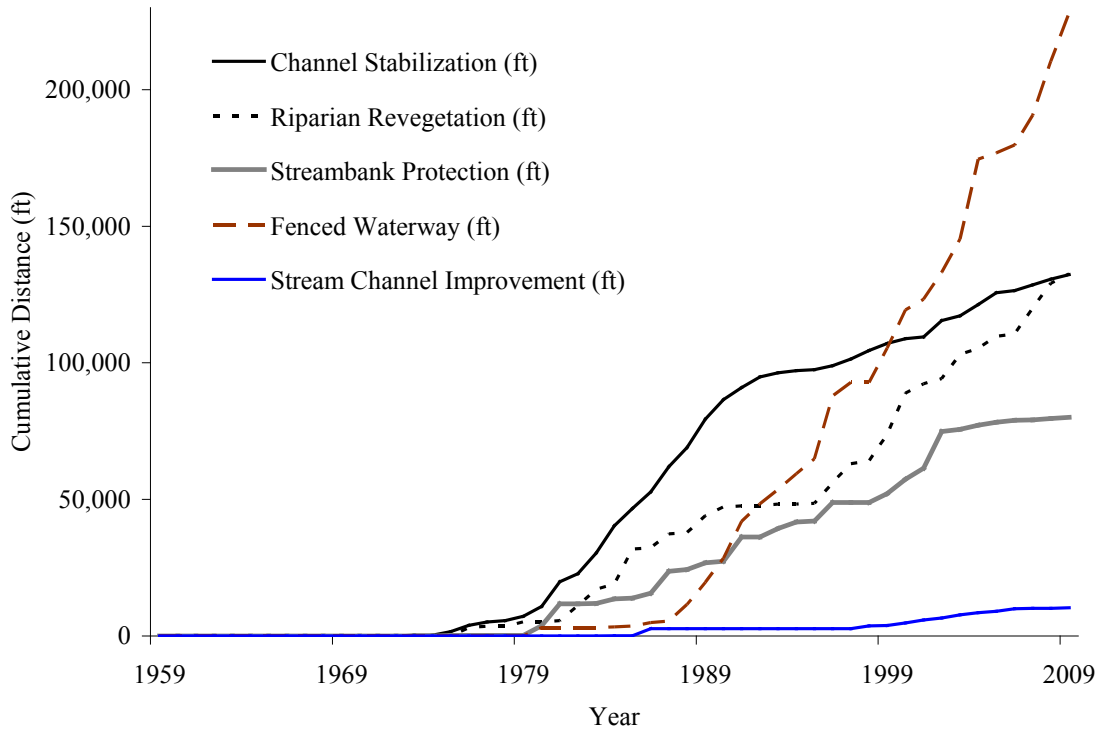 Channel Stabilization (ft)
Riparian Revegetation (ft)
Streambank Protection (ft)
Fenced Waterway (ft)
Stream Channel Improvement (ft)
Cumulative Distance (ft)
200,000
150,000
100,000
50,000
0
1959 1969 1979 1989 1999 2009
Year